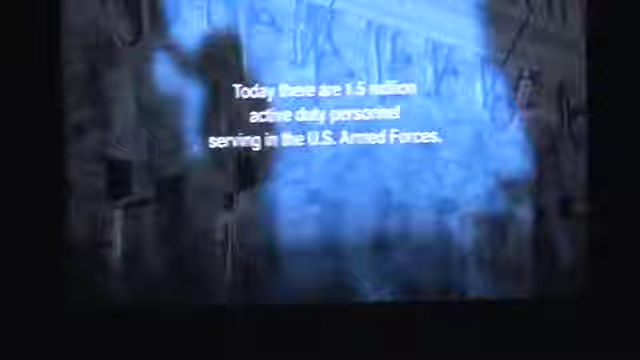 Today there are 1.5 million
active duty personnel
serving in the U.S. Armed Forces.